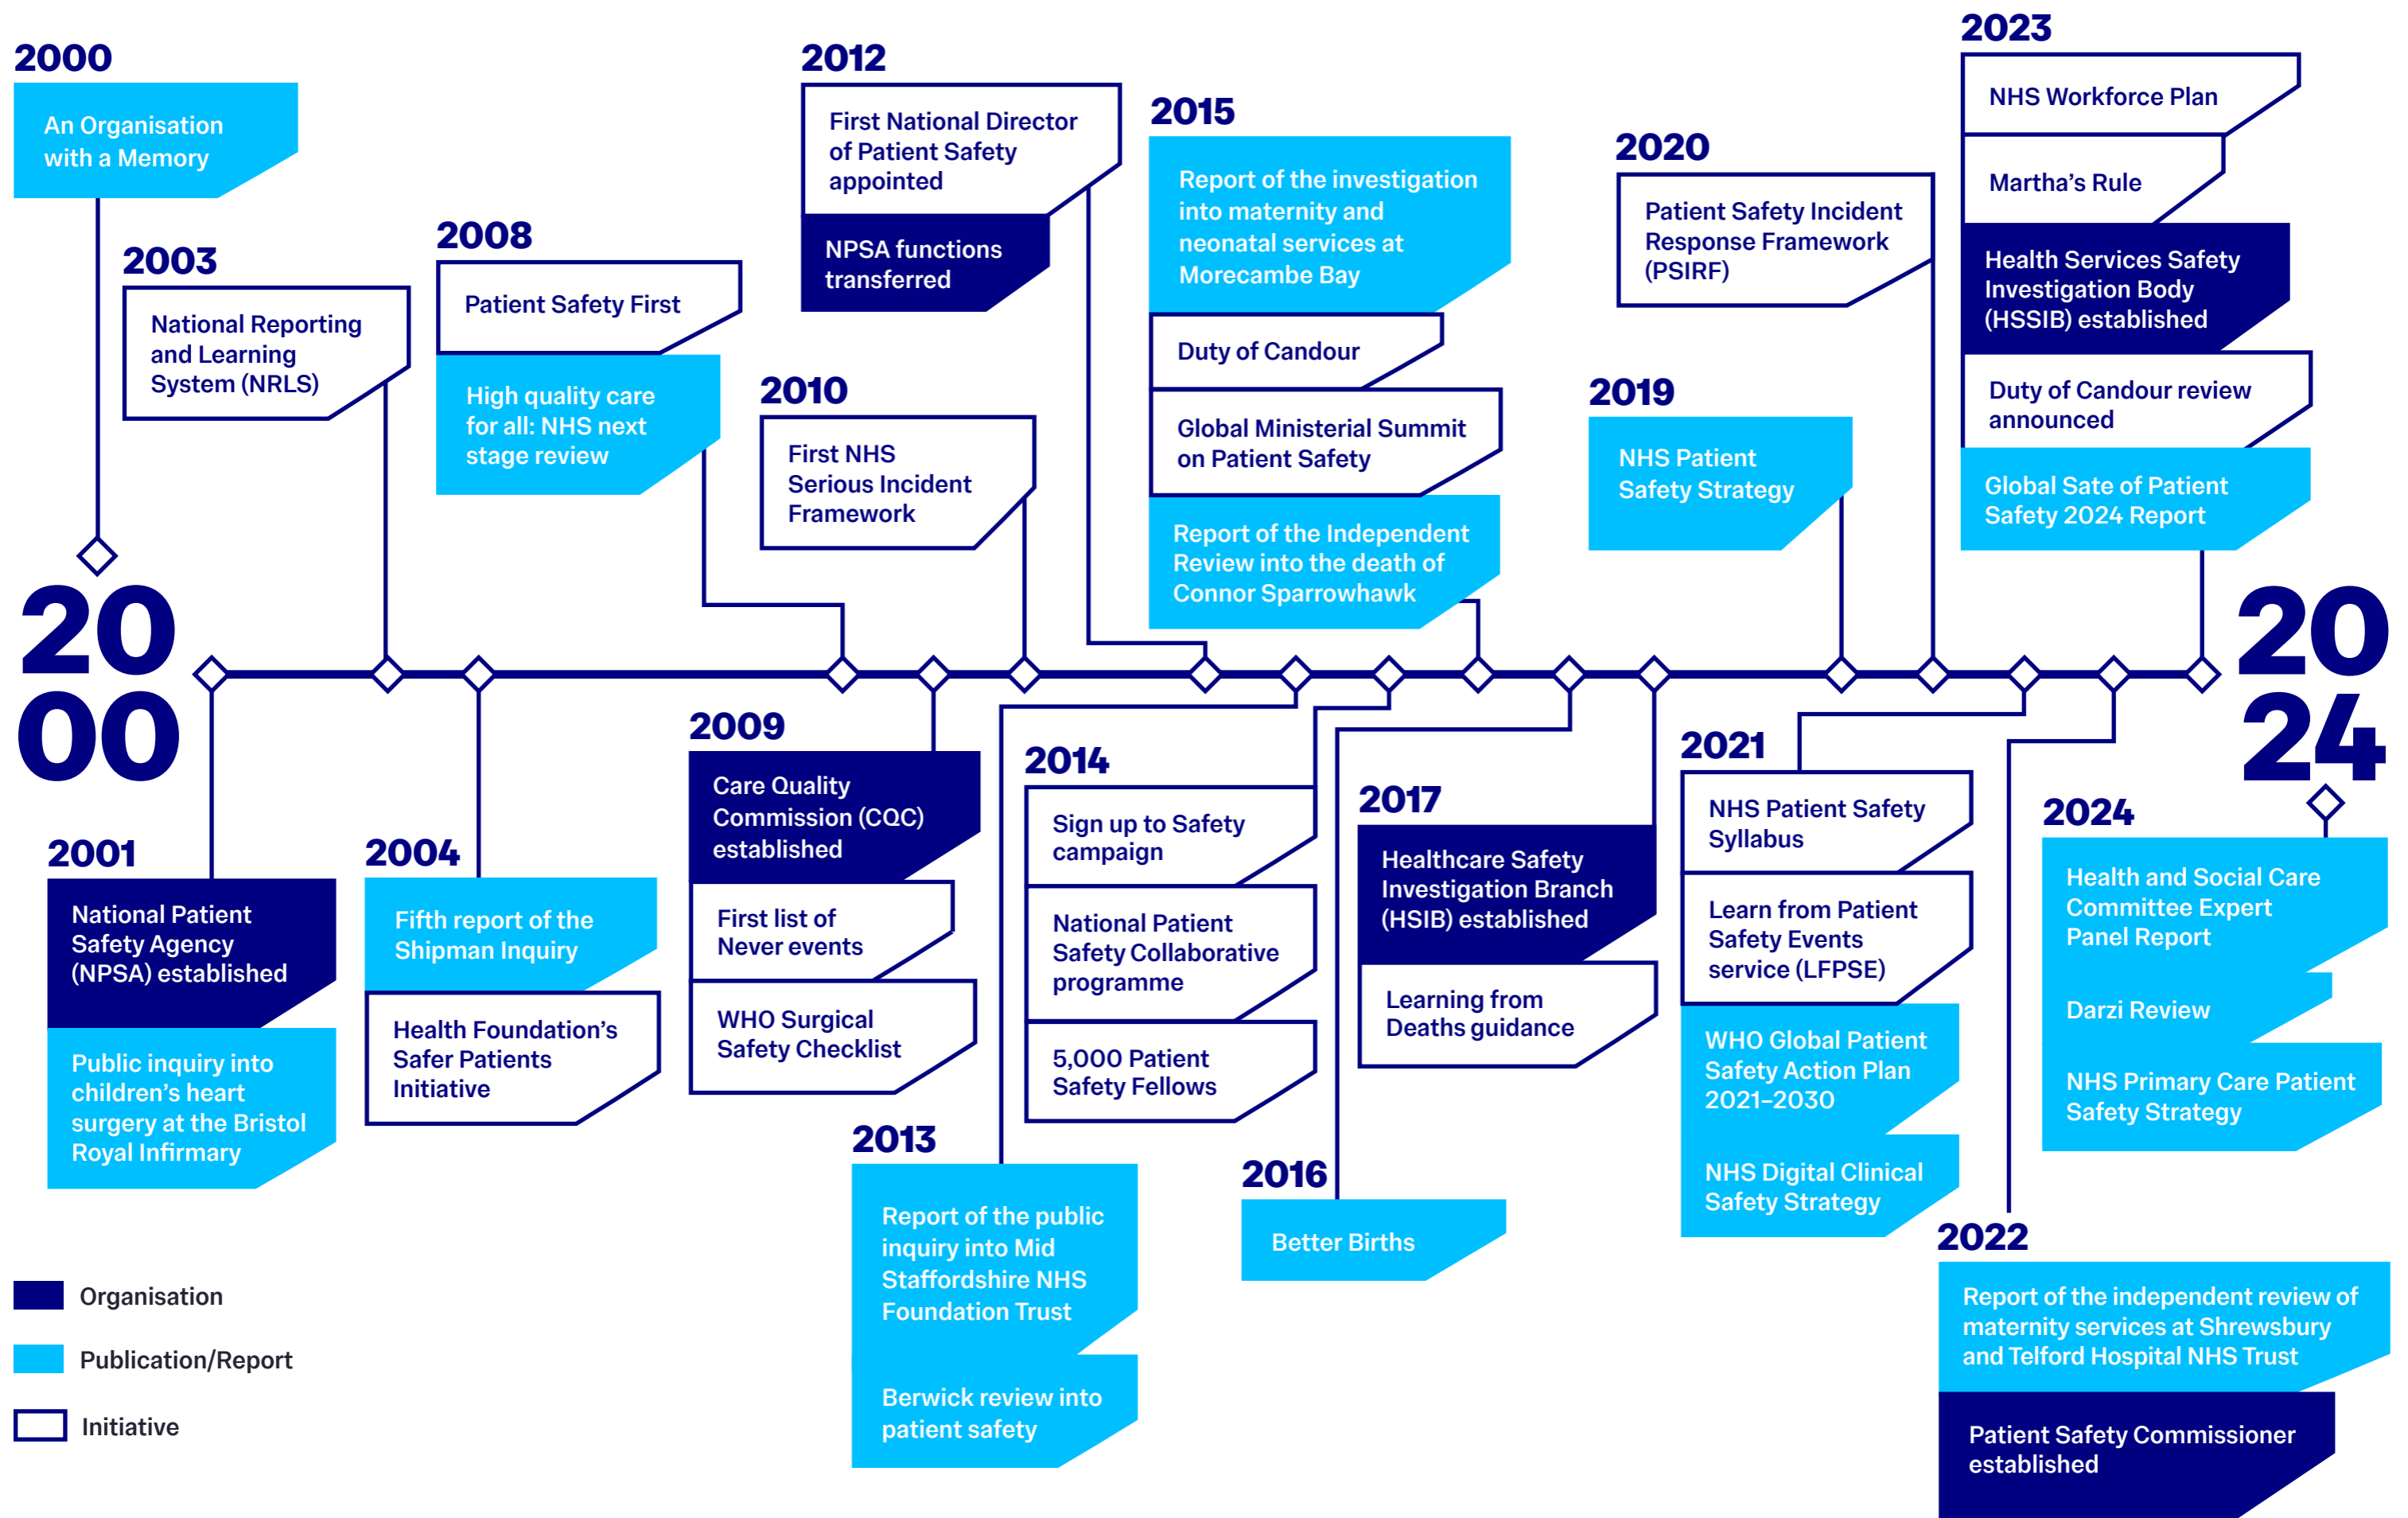 2000
An Organisation
with a Memory
2003
National Reporting
and Learning
System (NRLS)
2008
Patient Safety First
High quality care
for all: NHS next
stage review
2010
First NHS
Serious Incident
Framework
2012
First National Director
of Patient Safety
appointed
NPSA functions
transferred
2015
Report of the investigation
into maternity and
neonatal services at
Morecambe Bay
Duty of Candour
Global Ministerial Summit
on Patient Safety
Report of the Independent
Review into the death of
Connor Sparrowhawk
2019
NHS Patient
Safety Strategy
2020
Patient Safety Incident
Response Framework
(PSIRF)
2023
NHS Workforce Plan
Martha's Rule
Health Services Safety
Investigation Body
(HSSIB) established
Duty of Candour review
announced
Global Sate of Patient
Safety 2024 Report
20
00
20
24
2001
National Patient
Safety Agency
(NPSA) established
Public inquiry into
children's heart
surgery at the Bristol
Royal Infirmary
2004
Fifth report of the
Shipman Inquiry
Health Foundation's
Safer Patients
Initiative
2009
Care Quality
Commission (CQC)
established
First list of
Never events
WHO Surgical
Safety Checklist
2013
Report of the public
inquiry into Mid
Staffordshire NHS
Foundation Trust
Berwick review into
patient safety
2014
Sign up to Safety
campaign
National Patient
Safety Collaborative
programme
5,000 Patient
Safety Fellows
2016
Better Births
2017
Healthcare Safety
Investigation Branch
(HSIB) established
Learning from
Deaths guidance
2021
NHS Patient Safety
Syllabus
Learn from Patient
Safety Events
service (LFPSE)
WHO Global Patient
Safety Action Plan
2021–2030
NHS Digital Clinical
Safety Strategy
2022
Report of the independent review of
maternity services at Shrewsbury
and Telford Hospital NHS Trust
Patient Safety Commissioner
established
2024
Health and Social Care
Committee Expert
Panel Report
Darzi Review
NHS Primary Care Patient
Safety Strategy
Organisation
Publication/Report
Initiative